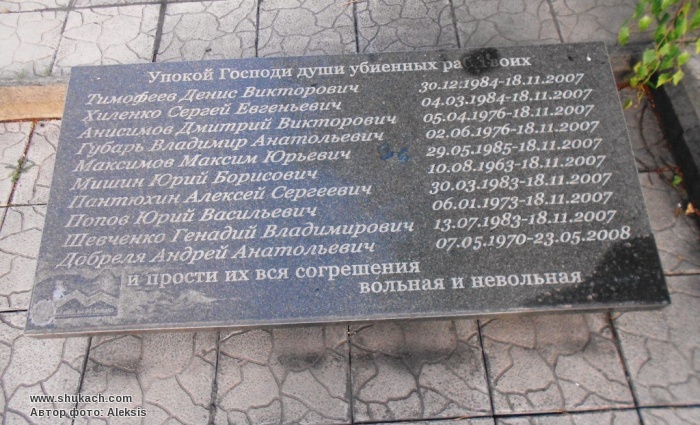 Упокой Господи души убиенных рабов Твоих
Тимофеев Денис Викторович 30.12.1984-18.11.2007
Хиленко Сергей Евгеньевич 04.03.1984-18.11.2007
Анисимов Дмитрий Викторович 05.04.1976-18.11.2007
Губарь Владимир Анатольевич 02.06.1976-18.11.2007
Максимов Максим Юрьевич 29.05.1985-18.11.2007
Мишин Юрий Борисович 10.08.1963-18.11.2007
Пантюхин Алексей Сергеевич 30.03.1983-18.11.2007
Попов Юрий Васильевич 06.01.1973-18.11.2007
Шевченко Генадий Владимирович 13.07.1983-18.11.2007
Добреля Андрей Анатольевич 07.05.1970-23.05.2008
и прости их вся согрешения
вольная и невольная
www.shukach.com
Автор фото: Aleksis